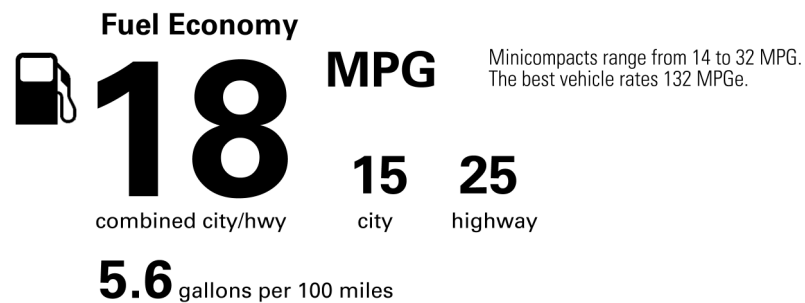 Fuel Economy
18
MPG
Minicompacts range from 14 to 32 MPG.
The best vehicle rates 132 MPGe.
15 25
combined city/hwy city highway
5.6 gallons per 100 miles